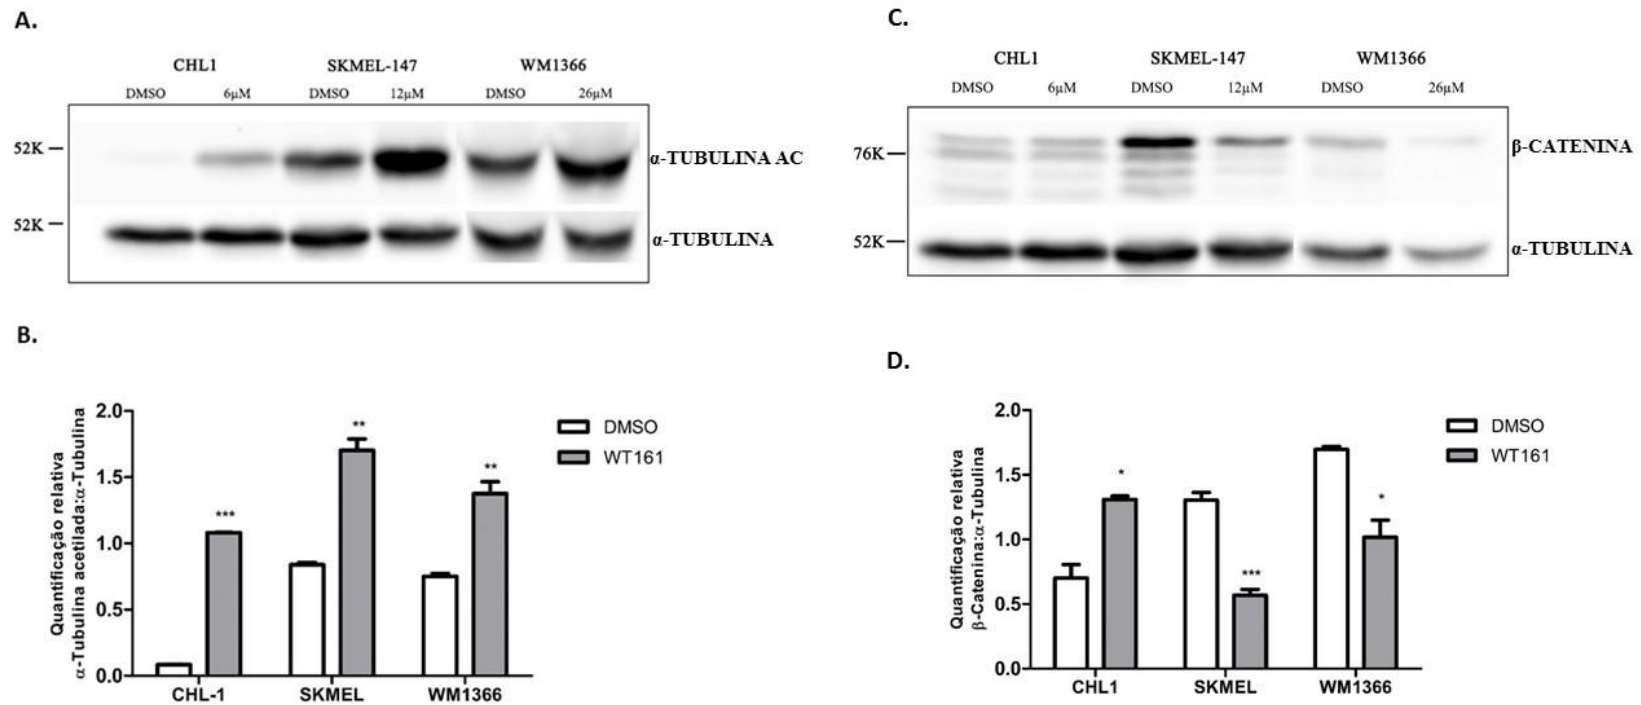 A.
CHL1 SKMEL-147 WM1366
DMSO 6µM DMSO 12µM DMSO 26µM
52K α-TUBULINA AC
52K α-TUBULINA
B.
Quantificação relativa
α-Tubulina acetilada:α-Tubulina
2.0
1.5
1.0
0.5
0.0
*** ** **
CHL-1 SKMEL WM1366
DMSO
WT161
C.
CHL1 SKMEL-147 WM1366
DMSO 6µM DMSO 12µM DMSO 26µM
76K β-CATENINA
52K α-TUBULINA
D.
Quantificação relativa
β-Catenina:α-Tubulina
2.0
1.5
1.0
0.5
0.0
* *** *
CHL1 SKMEL WM1366
DMSO
WT161